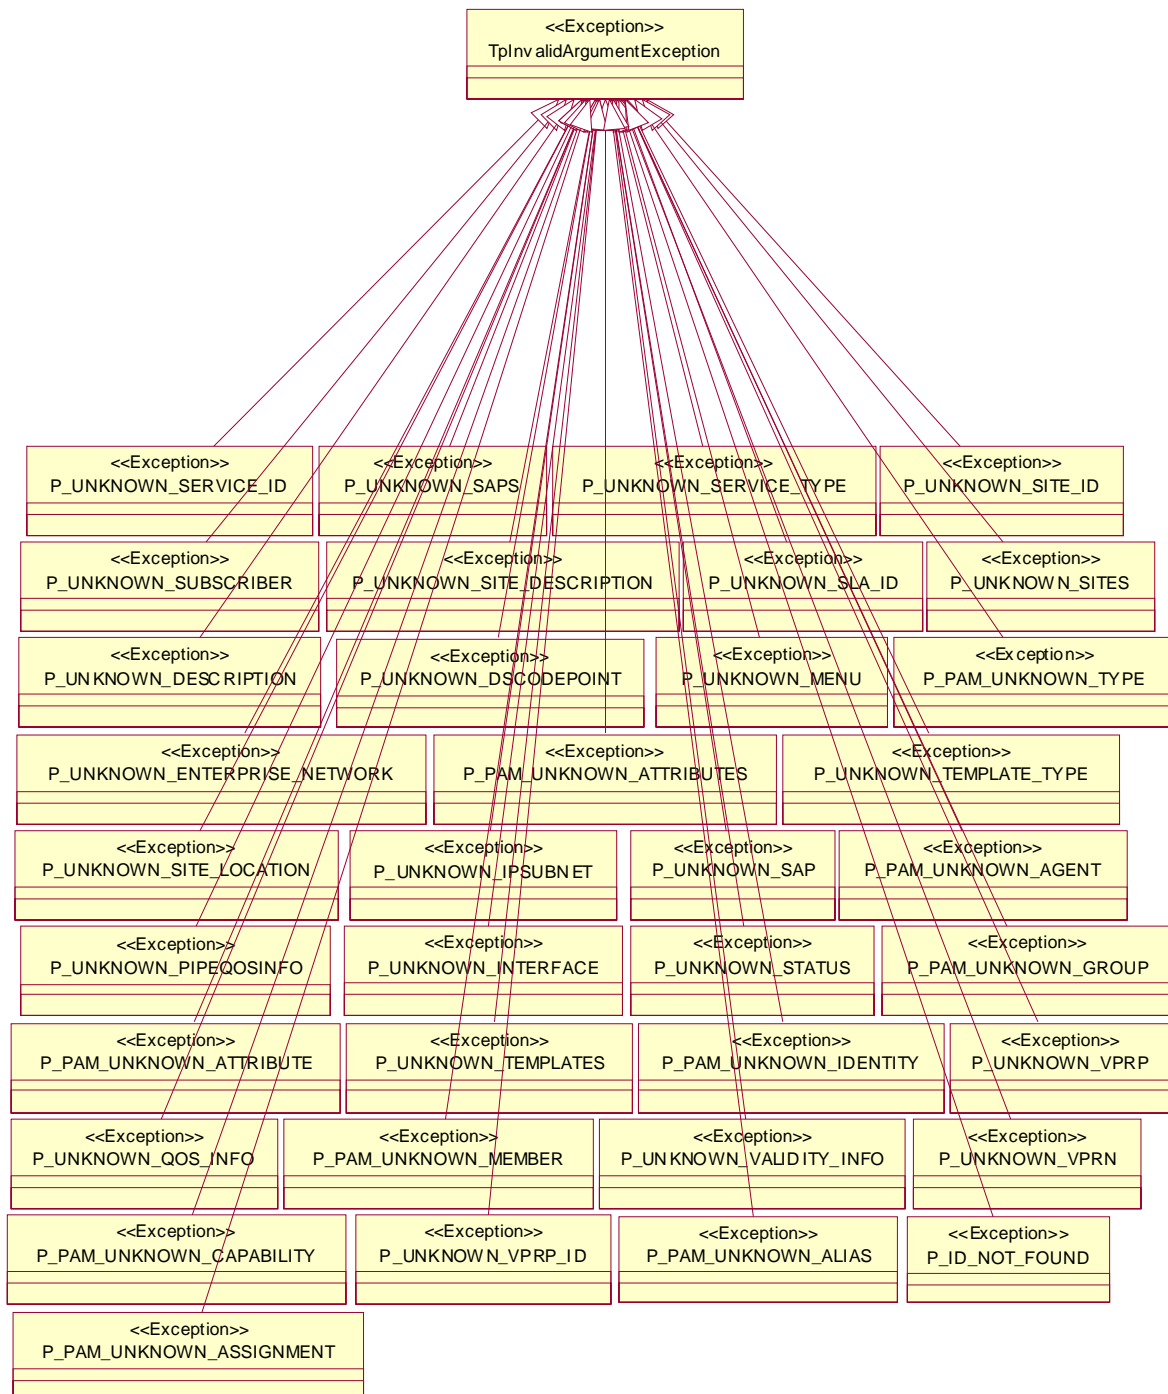 <<Exception>>
TpInvalidArgumentException
<<Exception>>
P_UNKNOWN_SERVICE_ID
<<Exception>>
P_UNKNOWN_SAPS
<<Exception>>
P_UNKNOWN_SERVICE_TYPE
<<Exception>>
P_UNKNOWN_SITE_ID
<<Exception>>
P_UNKNOWN_SUBSCRIBER
<<Exception>>
P_UNKNOWN_SITE_DESCRIPTION
<<Exception>>
P_UNKNOWN_SLA_ID
<<Exception>>
P_UNKNOWN_SITES
<<Exception>>
P_UNKNOWN_DESCRIPTION
<<Exception>>
P_UNKNOWN_DSCODEPOINT
<<Exception>>
P_UNKNOWN_MENU
<<Exception>>
P_PAM_UNKNOWN_TYPE
<<Exception>>
P_UNKNOWN_ENTERPRISE_NETWORK
<<Exception>>
P_PAM_UNKNOWN_ATTRIBUTES
<<Exception>>
P_UNKNOWN_TEMPLATE_TYPE
<<Exception>>
P_UNKNOWN_SITE_LOCATION
<<Exception>>
P_UNKNOWN_IPSUBNET
<<Exception>>
P_UNKNOWN_SAP
<<Exception>>
P_PAM_UNKNOWN_AGENT
<<Exception>>
P_UNKNOWN_PIPEQOSINFO
<<Exception>>
P_UNKNOWN_INTERFACE
<<Exception>>
P_UNKNOWN_STATUS
<<Exception>>
P_PAM_UNKNOWN_GROUP
<<Exception>>
P_PAM_UNKNOWN_ATTRIBUTE
<<Exception>>
P_UNKNOWN_TEMPLATES
<<Exception>>
P_PAM_UNKNOWN_IDENTITY
<<Exception>>
P_UNKNOWN_VPRP
<<Exception>>
P_UNKNOWN_QOS_INFO
<<Exception>>
P_PAM_UNKNOWN_MEMBER
<<Exception>>
P_UNKNOWN_VALIDITY_INFO
<<Exception>>
P_UNKNOWN_VPRN
<<Exception>>
P_PAM_UNKNOWN_CAPABILITY
<<Exception>>
P_UNKNOWN_VPRP_ID
<<Exception>>
P_PAM_UNKNOWN_ALIAS
<<Exception>>
P_ID_NOT_FOUND
<<Exception>>
P_PAM_UNKNOWN_ASSIGNMENT